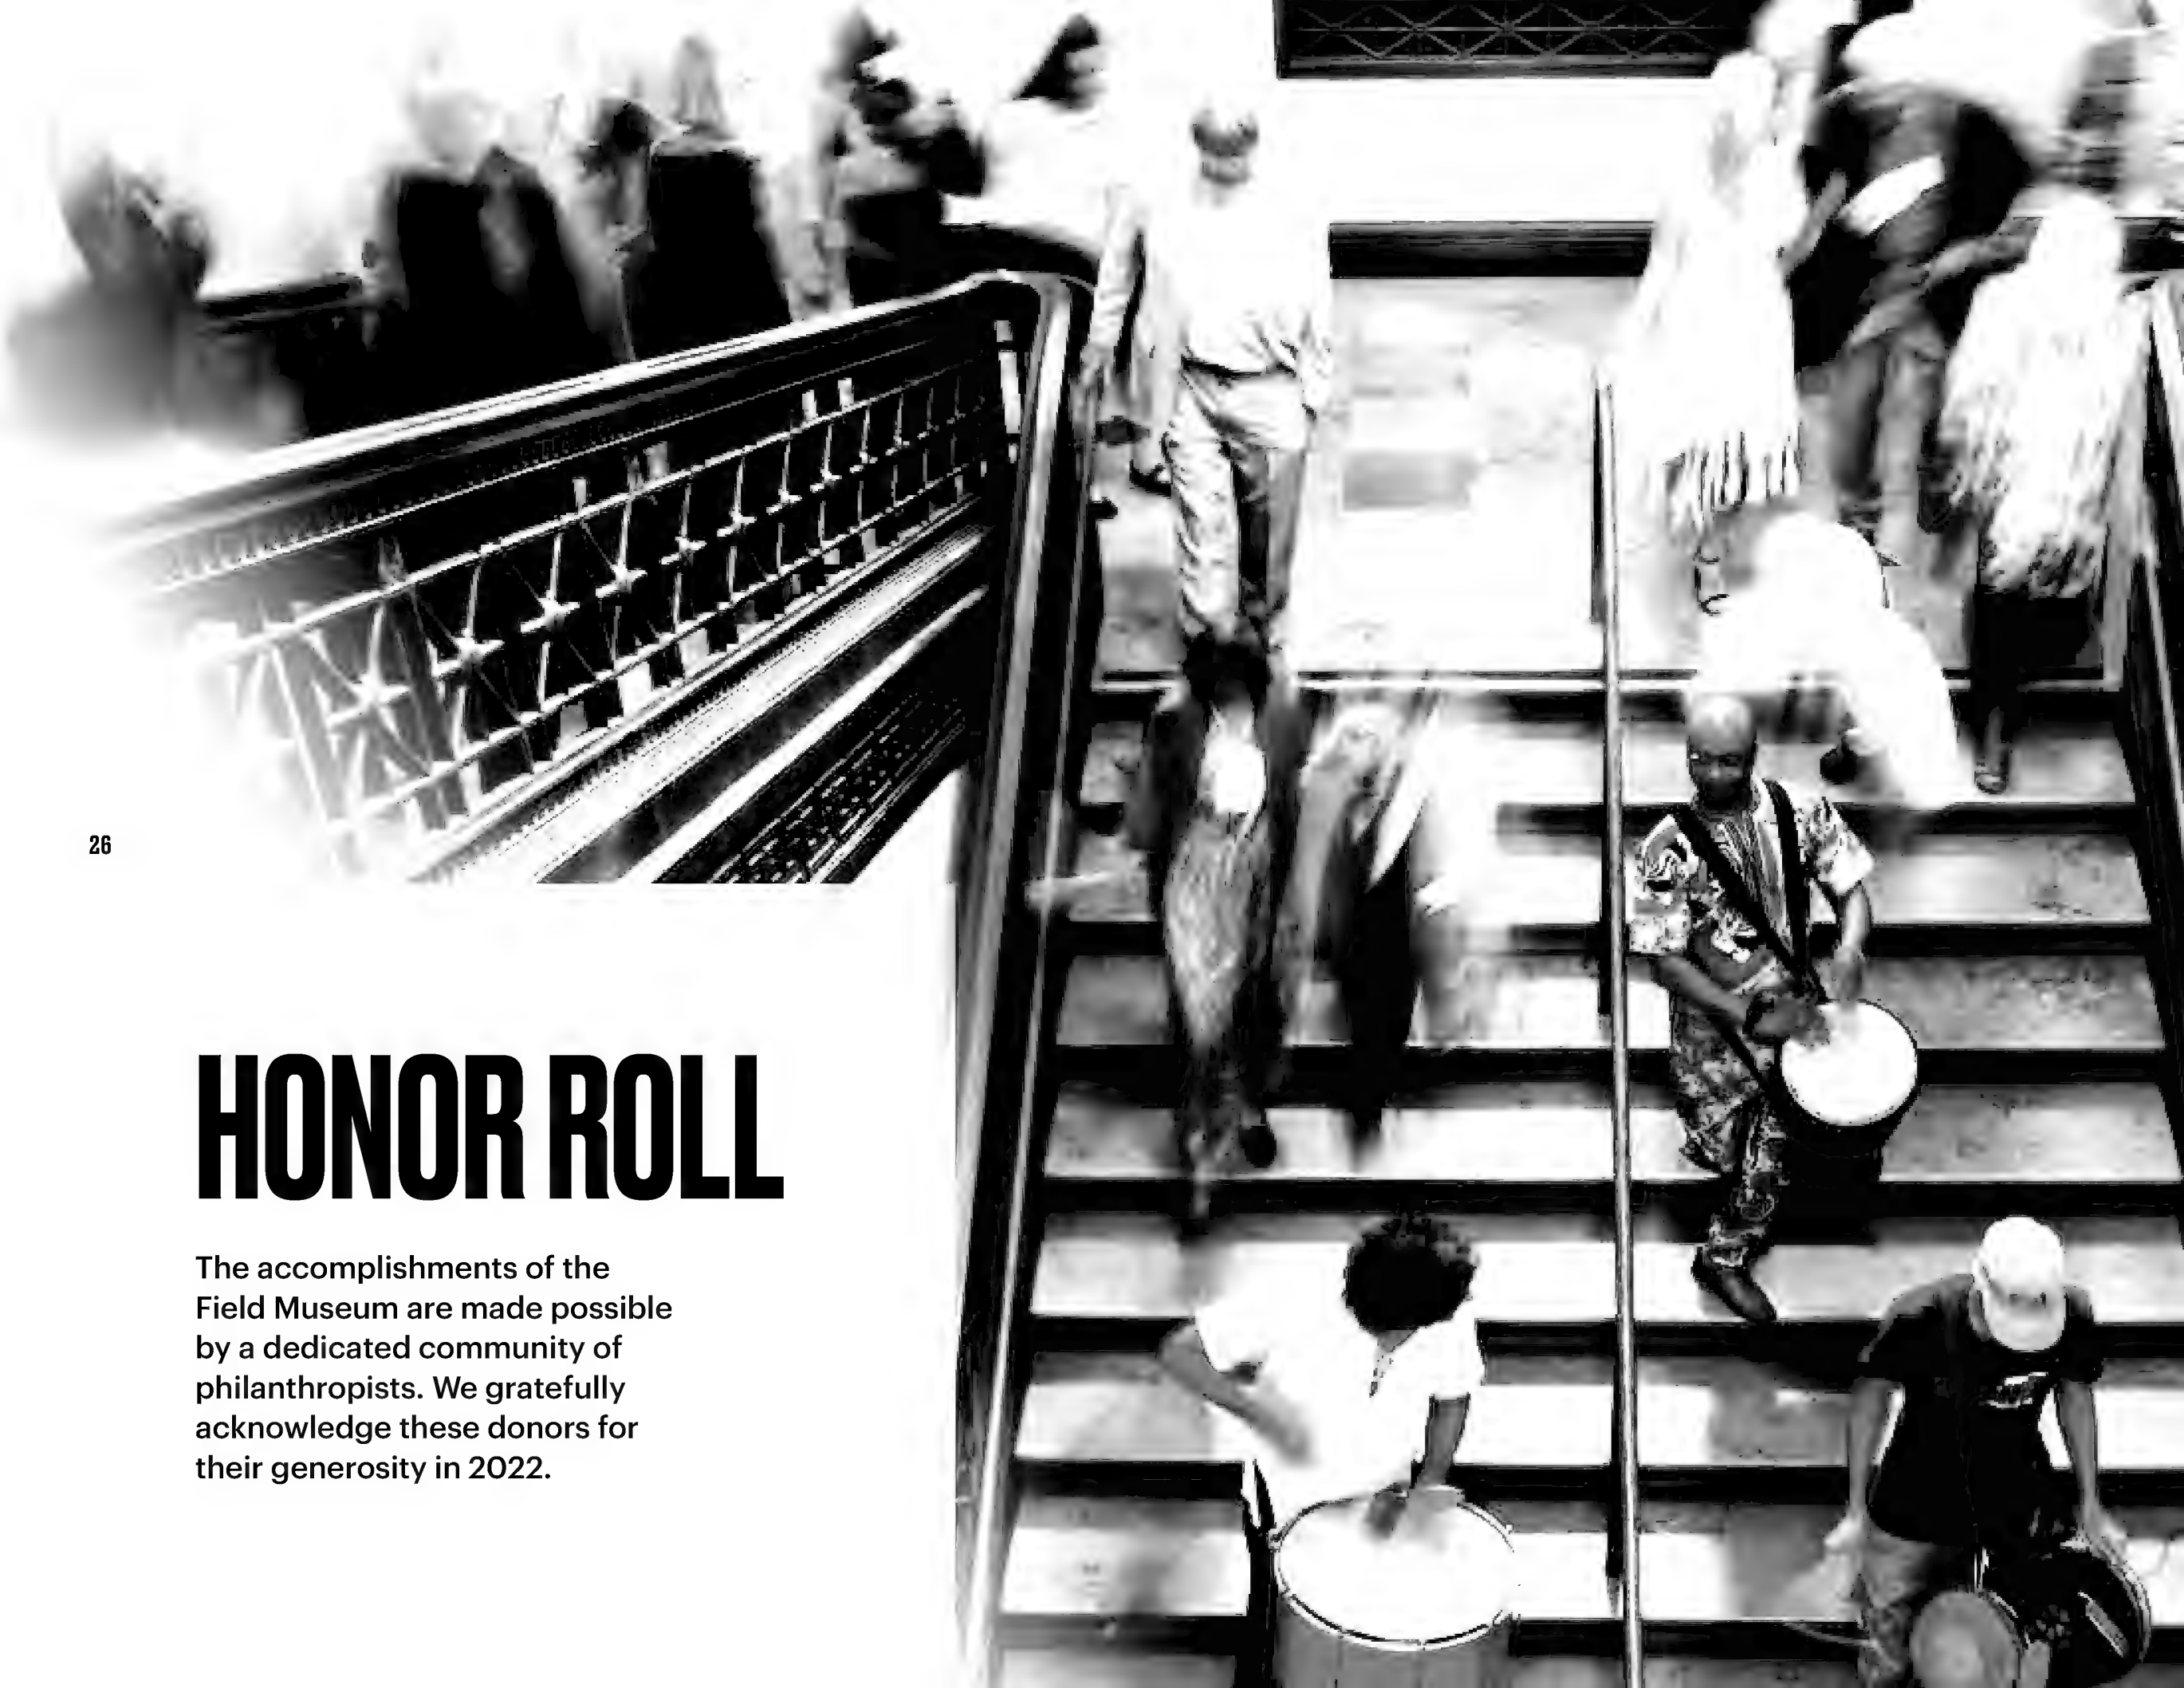 26
HONOR ROLL
The accomplishments of the
Field Museum are made possible
by a dedicated community of
philanthropists. We gratefully
acknowledge these donors for
their generosity in 2022.